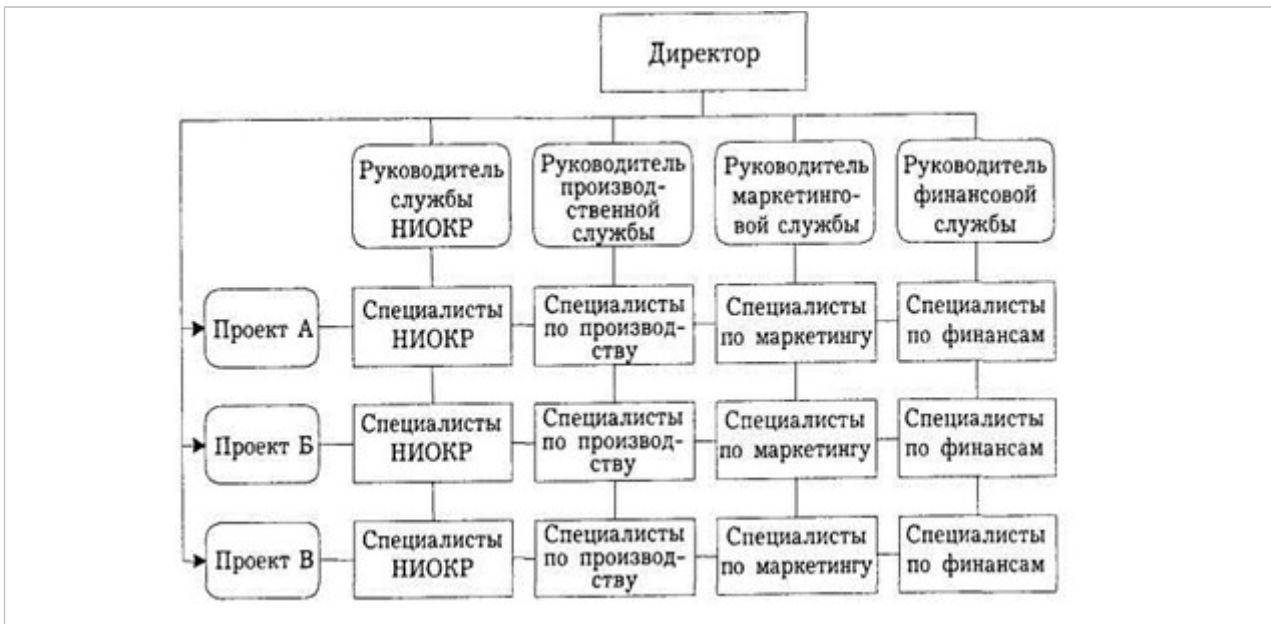 Директор
Руководитель
службы
НИОКР
Руководитель
производ-
ственной
службы
Руководитель
маркетинго-
вой службы
Руководитель
финансовой
службы
Проект А
Специалисты
НИОКР
Специалисты
по производ-
ству
Специалисты
по маркетингу
Специалисты
по финансам
Проект Б
Специалисты
НИОКР
Специалисты
по производ-
ству
Специалисты
по маркетингу
Специалисты
по финансам
Проект В
Специалисты
НИОКР
Специалисты
по производ-
ству
Специалисты
по маркетингу
Специалисты
по финансам